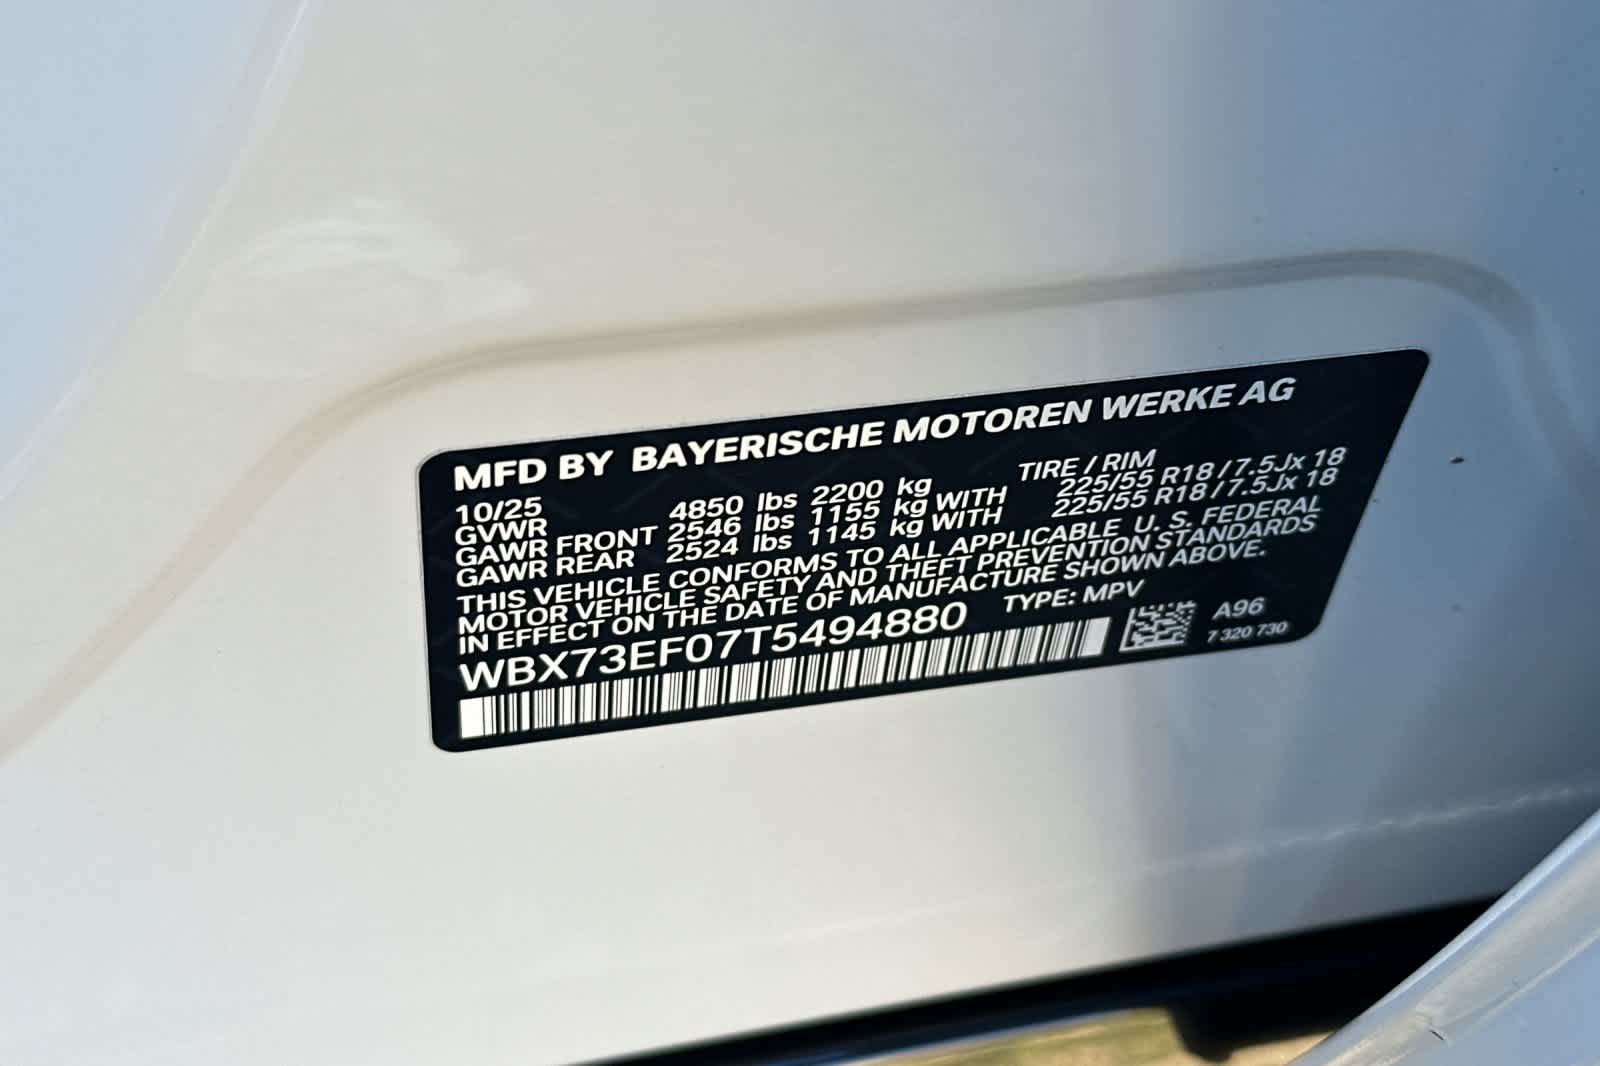 MFD BY BAYERISCHE MOTOREN WERKE AG
10/25 TIRE / RIM
GVWR 4850 lbs 2200 kg
GAWR FRONT 2546 lbs 1155 kg WITH 225/55 R18 / 7.5Jx 18
GAWR REAR 2524 lbs 1145 kg WITH 225/55 R18 / 7.5Jx 18
THIS VEHICLE CONFORMS TO ALL APPLICABLE U. S. FEDERAL
MOTOR VEHICLE SAFETY AND THEFT PREVENTION STANDARDS
IN EFFECT ON THE DATE OF MANUFACTURE SHOWN ABOVE.
WBX73EF07T5494880 TYPE: MPV
A96
7 320 730